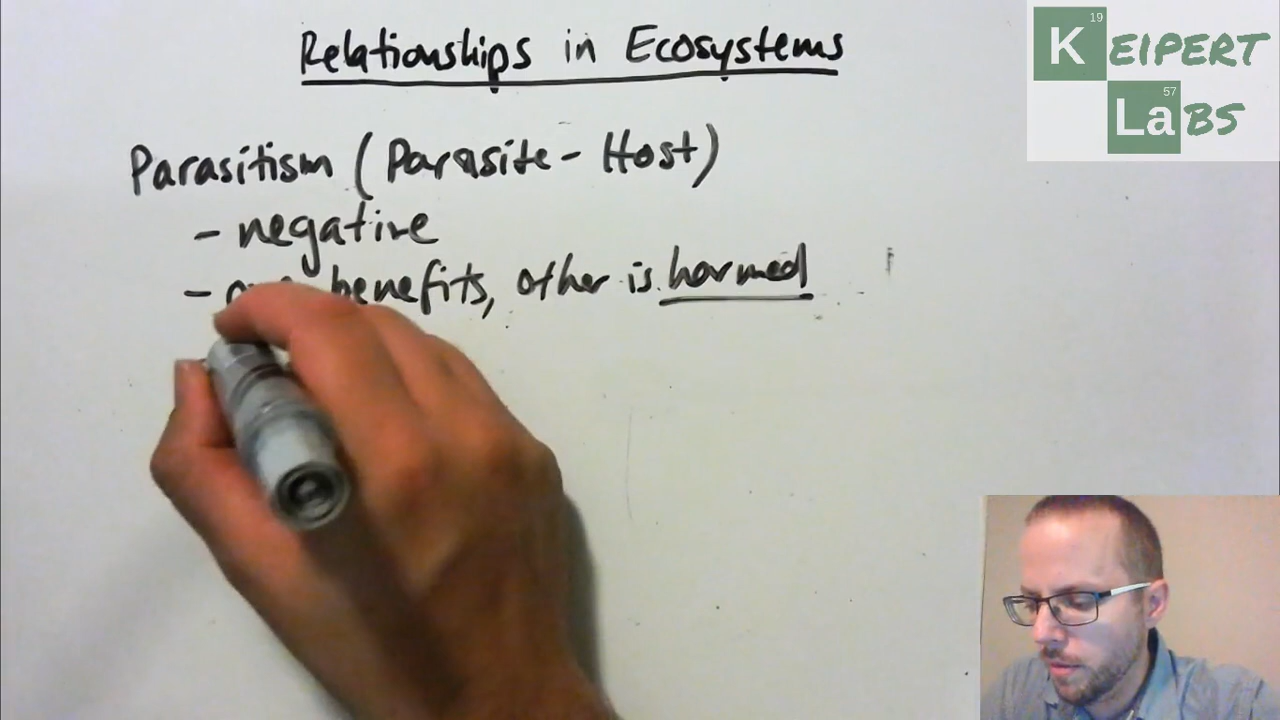 Relationships in Ecosystems
19
KEIPERT
57
LABS
Parasitism (Parasite - Host)
- negative
- benefits, other is harmed